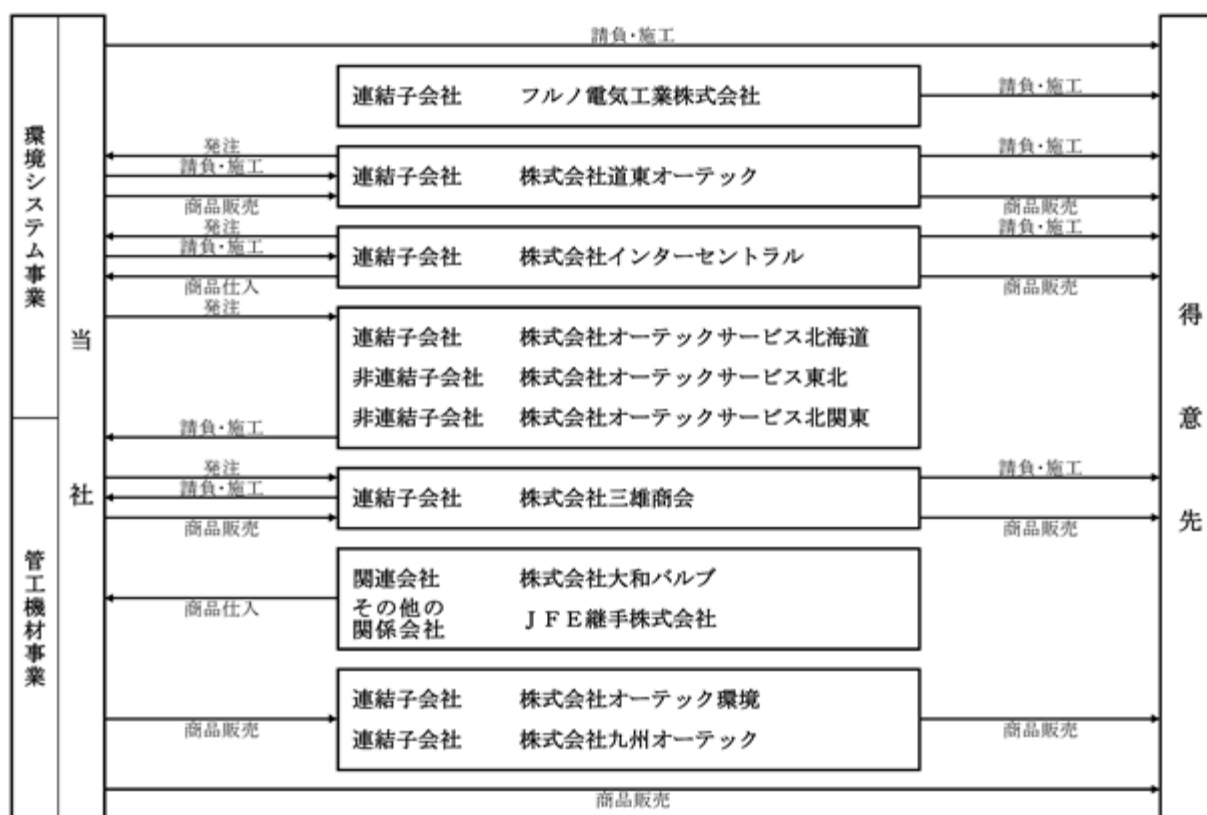 環境システム事業
管工機材事業
当社
請負・施工
連結子会社 フルノ電気工業株式会社
請負・施工
発注
請負・施工
商品販売
連結子会社 株式会社道東オーテック
請負・施工
商品販売
発注
請負・施工
商品仕入
連結子会社 株式会社インターセントラル
請負・施工
商品販売
発注
連結子会社 株式会社オーテックサービス北海道
非連結子会社 株式会社オーテックサービス東北
非連結子会社 株式会社オーテックサービス北関東
請負・施工
発注
請負・施工
商品販売
連結子会社 株式会社三雄商会
請負・施工
商品販売
関連会社 株式会社大和バルブ
その他の
関係会社 ＪＦＥ継手株式会社
商品仕入
連結子会社 株式会社オーテック環境
連結子会社 株式会社九州オーテック
商品販売
商品販売
商品販売
得意先